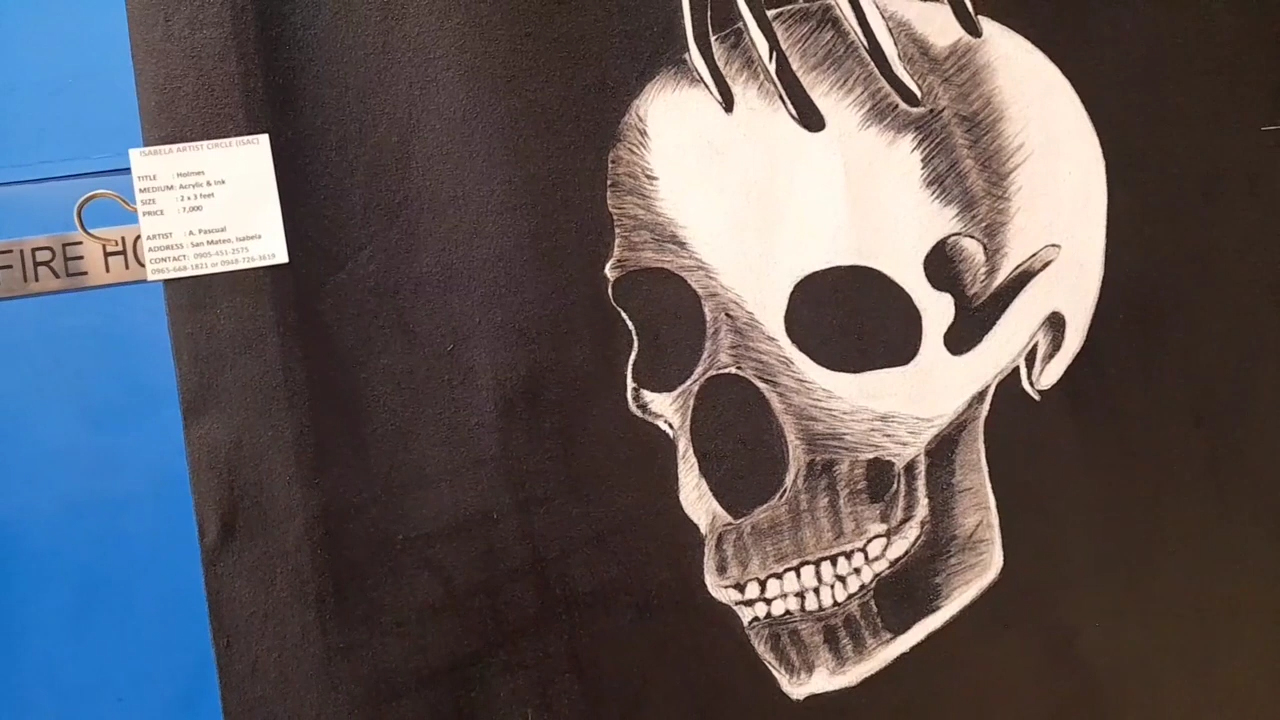 ISABELA ARTIST CIRCLE (ISAC)
TITLE : Holmes
MEDIUM: Acrylic & Ink
SIZE : 2 x 3 feet
PRICE : 7,000
ARTIST : A. Pascual
ADDRESS : San Mateo, Isabela
CONTACT: 0905-451-2575
0965-668-1821 or 0948-726-3619
FIRE HO